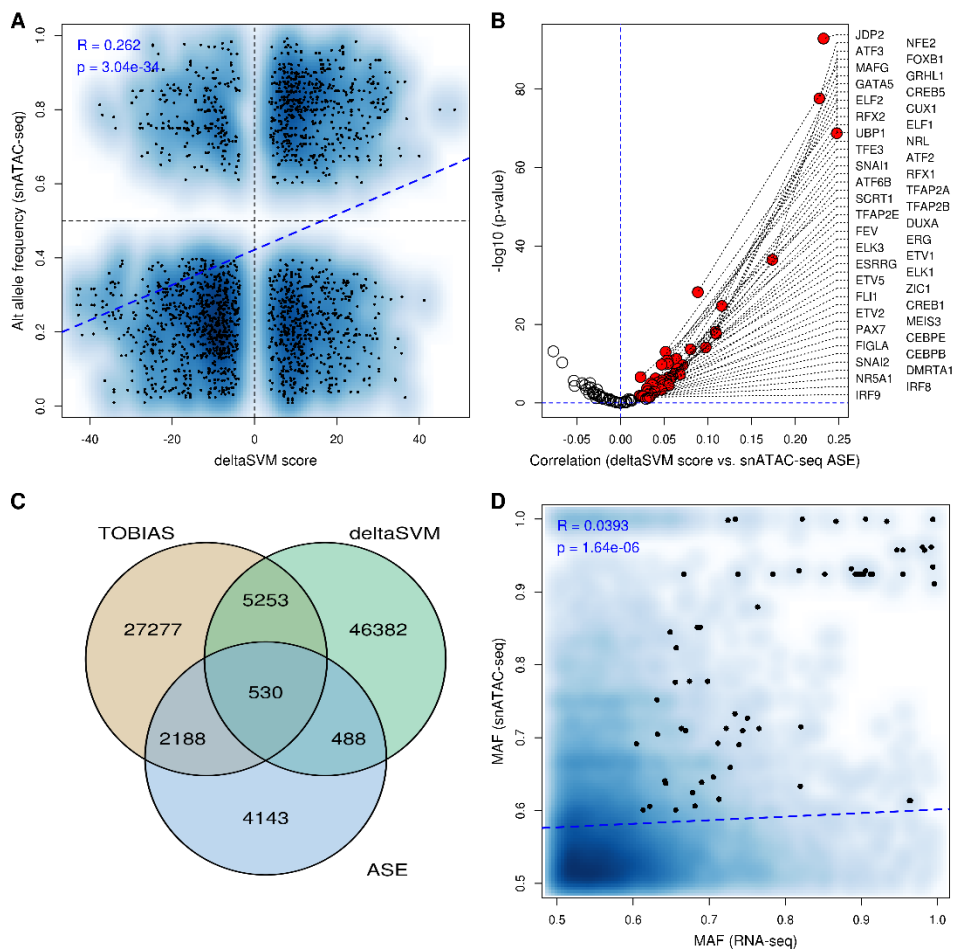 A
R = 0.262
p = 3.04e-34
1.0
0.8
0.6
0.4
0.2
0.0
Alt allele frequency (snATAC-seq)
-40
-20
0
20
40
deltaSVM score
B
80
60
40
20
0
-log10 (p-value)
-0.05
0.00
0.05
0.10
0.15
0.20
0.25
Correlation (deltaSVM score vs. snATAC-seq ASE)
JDP2
NFE2
ATF3
FOXB1
MAFG
GRHL1
GATA5
CREB5
ELF2
CUX1
RFX2
ELF1
UBP1
NRL
TFE3
ATF2
SNAI1
RFX1
ATF6B
TFAP2A
SCRT1
TFAP2B
TFAP2E
DUXA
FEV
ERG
ELK3
ETV1
ESRRG
ELK1
ETV5
ZIC1
FLI1
CREB1
ETV2
MEIS3
PAX7
CEBPE
FIGLA
CEBPB
SNAI2
DMRTA1
NR5A1
IRF8
IRF9
C
TOBIAS
deltaSVM
5253
27277
46382
530
2188
488
4143
ASE
D
R = 0.0393
p = 1.64e-06
1.0
0.9
0.8
0.7
0.6
0.5
MAF (snATAC-seq)
0.5
0.6
0.7
0.8
0.9
1.0
MAF (RNA-seq)